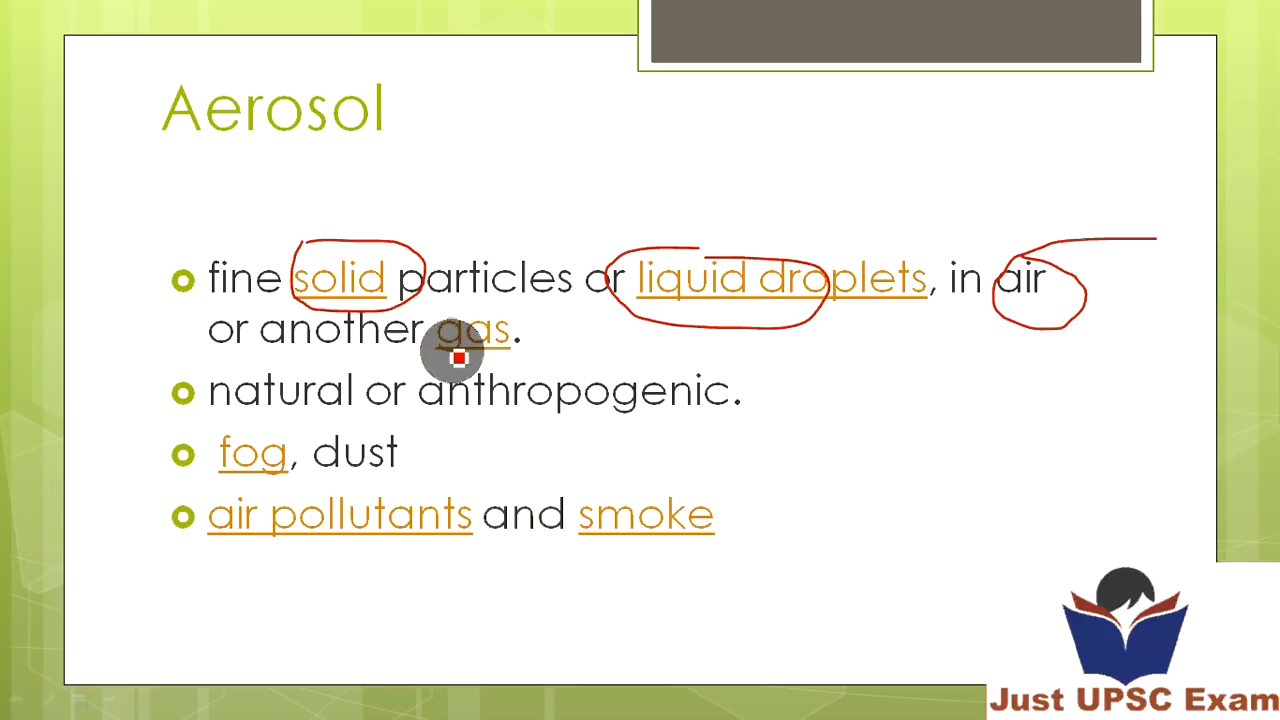 Aerosol
fine solid particles or liquid droplets, in air
or another gas.
natural or anthropogenic.
fog, dust
air pollutants and smoke
Just UPSC Exam